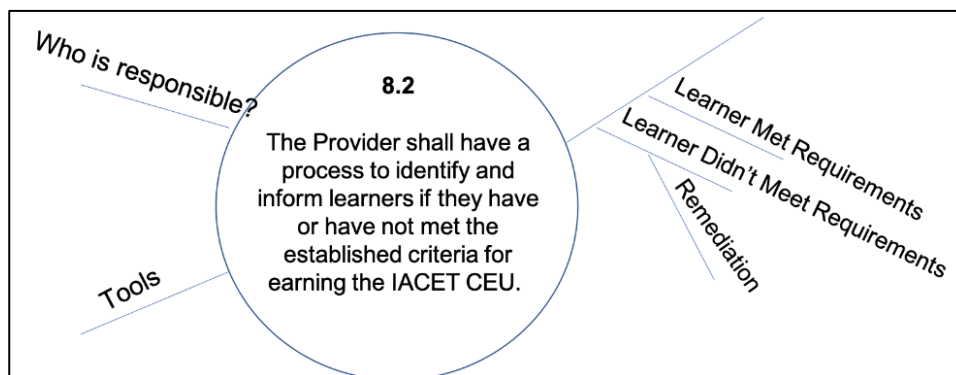 Who is responsible?
8.2
The Provider shall have a
process to identify and
inform learners if they have
or have not met the
established criteria for
earning the IACET CEU.
Tools
Learner Met Requirements
Learner Didn't Meet Requirements
Remediation